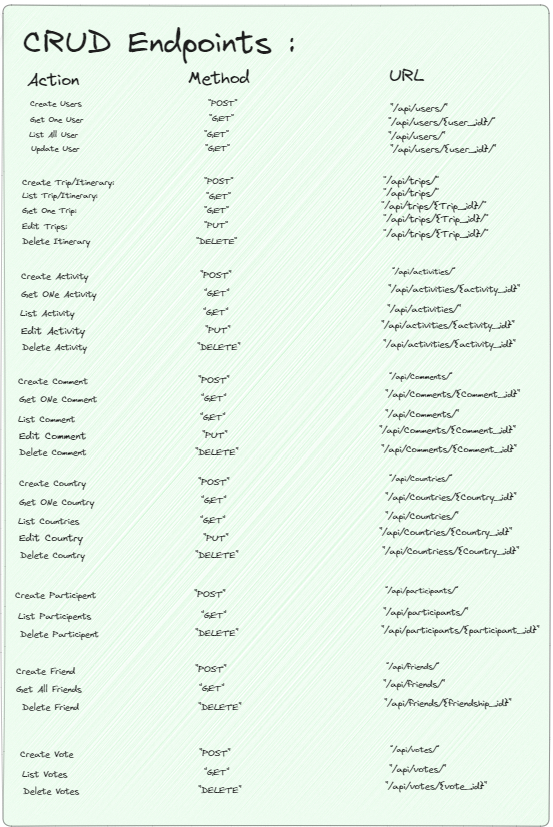 CRUD Endpoints :
Action Method URL
Create Users "POST" "/api/users/"
Get One User "GET" "/api/users/{user_id}/"
List All User "GET" "/api/users/"
Update User "GET" "/api/users/{user_id}/"
Create Trip/Itinerary: "POST" "/api/trips/"
List Trip/Itinerary: "GET" "/api/trips/"
Get One Trip: "GET" "/api/trips/{Trip_id}/"
Edit Trips: "PUT" "/api/trips/{Trip_id}/"
Delete Itinerary "DELETE" "/api/trips/{Trip_id}/"
Create Activity "POST" "/api/activities/"
Get ONe Activity "GET" "/api/activities/{activity_id}"
List Activity "GET" "/api/activities/"
Edit Activity "PUT" "/api/activities/{activity_id}"
Delete Activity "DELETE" "/api/activities/{activity_id}"
Create Comment "POST" "/api/Comments/"
Get ONe Comment "GET" "/api/Comments/{Comment_id}"
List Comment "GET" "/api/Comments/"
Edit Comment "PUT" "/api/Comments/{Comment_id}"
Delete Comment "DELETE" "/api/Comments/{Comment_id}"
Create Country "POST" "/api/Countries/"
Get ONe Country "GET" "/api/Countries/{Country_id}"
List Countries "GET" "/api/Countries/"
Edit Country "PUT" "/api/Countries/{Country_id}"
Delete Country "DELETE" "/api/Countriess/{Country_id}"
Create Participent "POST" "/api/participants/"
List Participents "GET" "/api/participants/"
Delete Participent "DELETE" "/api/participants/{participant_id}"
Create Friend "POST" "/api/friends/"
Get All Friends "GET" "/api/friends/"
Delete Friend "DELETE" "/api/friends/{friendship_id}"
Create Vote "POST" "/api/votes/"
List Votes "GET" "/api/votes/"
Delete Votes "DELETE" "/api/votes/{vote_id}"